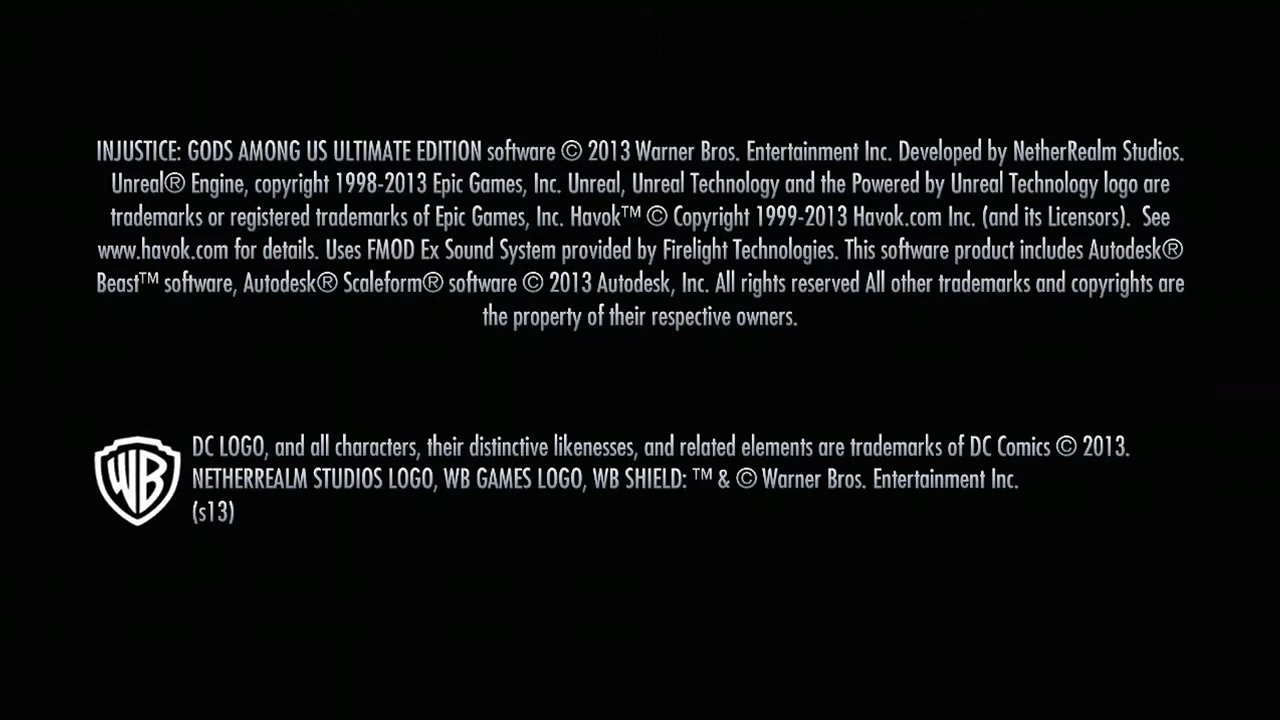 INJUSTICE: GODS AMONG US ULTIMATE EDITION software © 2013 Warner Bros. Entertainment Inc. Developed by NetherRealm Studios.
Unreal® Engine, copyright 1998-2013 Epic Games, Inc. Unreal, Unreal Technology and the Powered by Unreal Technology logo are
trademarks or registered trademarks of Epic Games, Inc. Havok™ © Copyright 1999-2013 Havok.com Inc. (and its Licensors).  See
www.havok.com for details. Uses FMOD Ex Sound System provided by Firelight Technologies. This software product includes Autodesk®
Beast™ software, Autodesk® Scaleform® software © 2013 Autodesk, Inc. All rights reserved All other trademarks and copyrights are
the property of their respective owners.
WB
DC LOGO, and all characters, their distinctive likenesses, and related elements are trademarks of DC Comics © 2013.
NETHERREALM STUDIOS LOGO, WB GAMES LOGO, WB SHIELD: ™ & © Warner Bros. Entertainment Inc.
(s13)